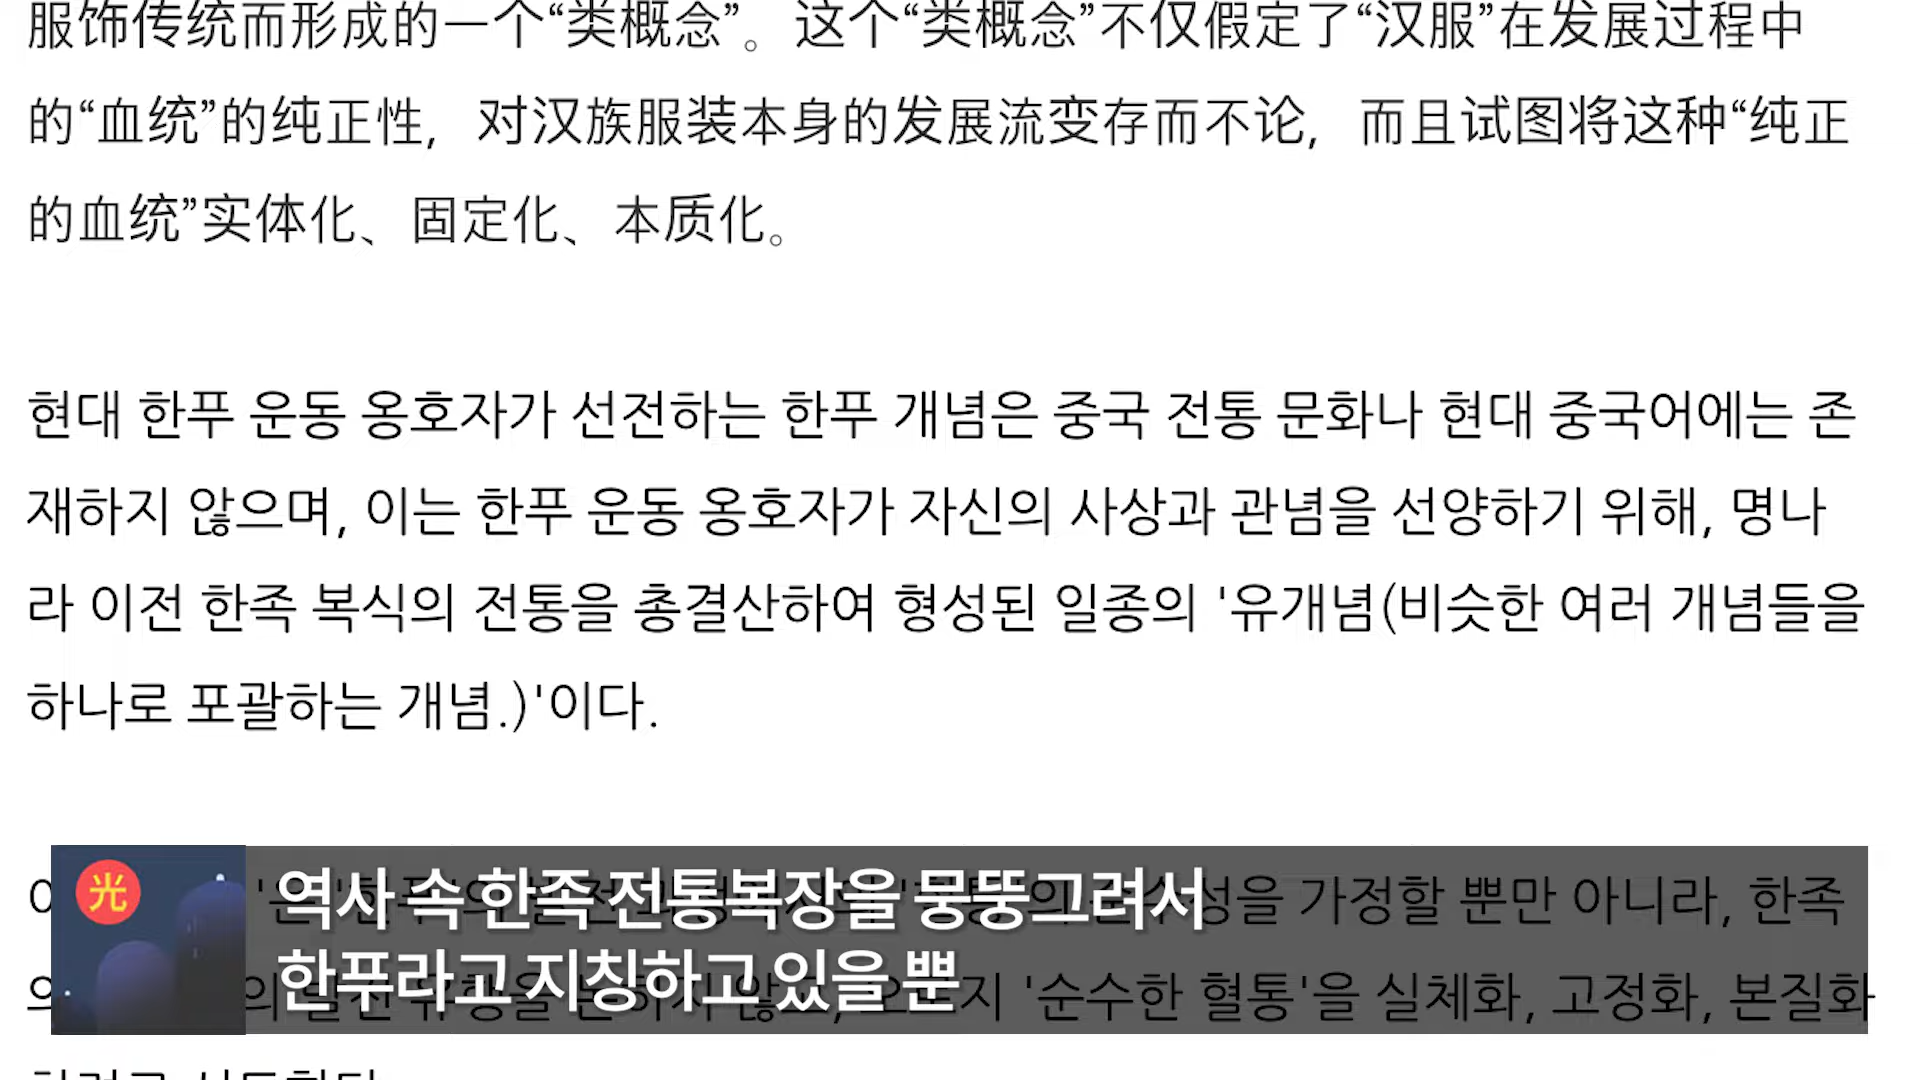 服饰传统而形成的一个“类概念”。这个“类概念”不仅假定了“汉服”在发展过程中
的“血统”的纯正性，对汉族服装本身的发展流变存而不论，而且试图将这种“纯正
的血统”实体化、固定化、本质化。
현대 한푸 운동 옹호자가 선전하는 한푸 개념은 중국 전통 문화나 현대 중국어에는 존
재하지 않으며, 이는 한푸 운동 옹호자가 자신의 사상과 관념을 선양하기 위해, 명나
라 이전 한족 복식의 전통을 총결산하여 형성된 일종의 '유개념(비슷한 여러 개념들을
하나로 포괄하는 개념.)'이다.
가정할 뿐만 아니라, 한족
'순수한 혈통'을 실체화, 고정화, 본질화
光
역사 속 한족 전통복장을 뭉뚱그려서
한푸라고 지칭하고 있을 뿐